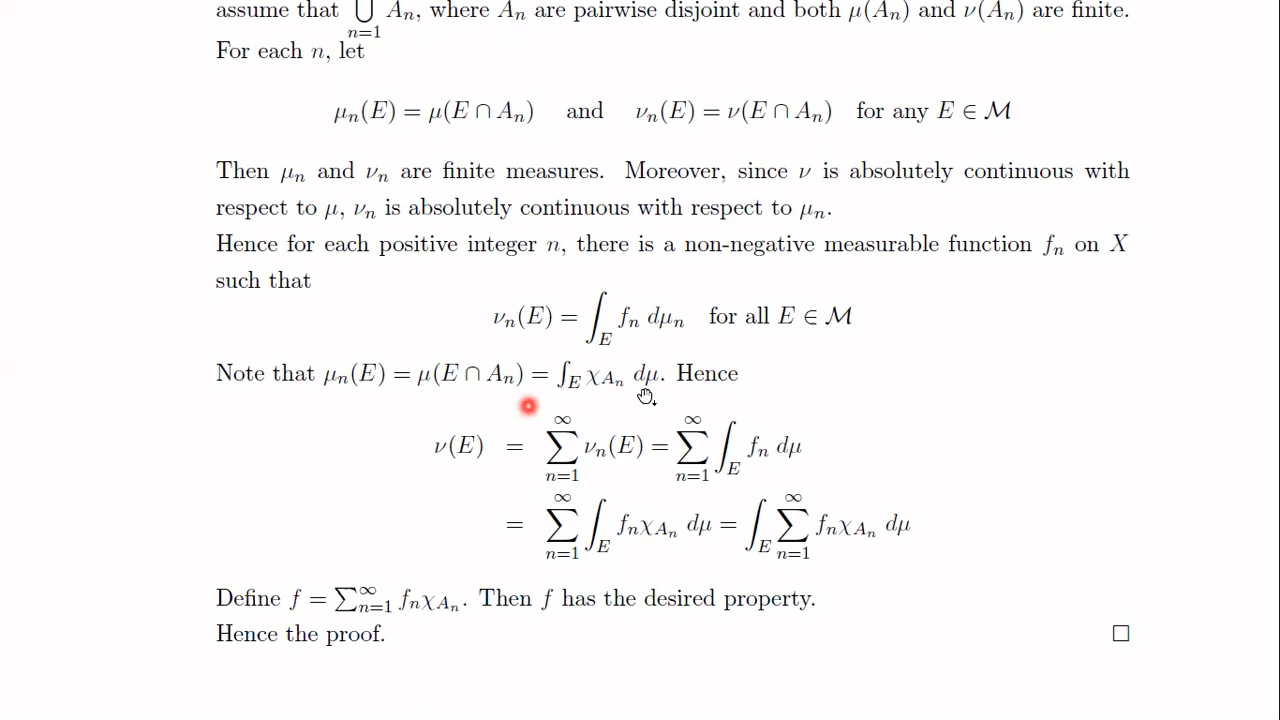 assume that ⋃_{n=1} A_n, where A_n are pairwise disjoint and both μ(A_n) and ν(A_n) are finite.
For each n, let
μ_n(E) = μ(E ∩ A_n) and ν_n(E) = ν(E ∩ A_n) for any E ∈ ℳ
Then μ_n and ν_n are finite measures. Moreover, since ν is absolutely continuous with
respect to μ, ν_n is absolutely continuous with respect to μ_n.
Hence for each positive integer n, there is a non-negative measurable function f_n on X
such that
ν_n(E) = ∫_E f_n dμ_n for all E ∈ ℳ
Note that μ_n(E) = μ(E ∩ A_n) = ∫_E χ_{A_n} dμ. Hence
ν(E) = ∑_{n=1}^{∞} ν_n(E) = ∑_{n=1}^{∞} ∫_E f_n dμ
= ∑_{n=1}^{∞} ∫_E f_n χ_{A_n} dμ = ∫_E ∑_{n=1}^{∞} f_n χ_{A_n} dμ
Define f = ∑_{n=1}^{∞} f_n χ_{A_n}. Then f has the desired property.
Hence the proof. □